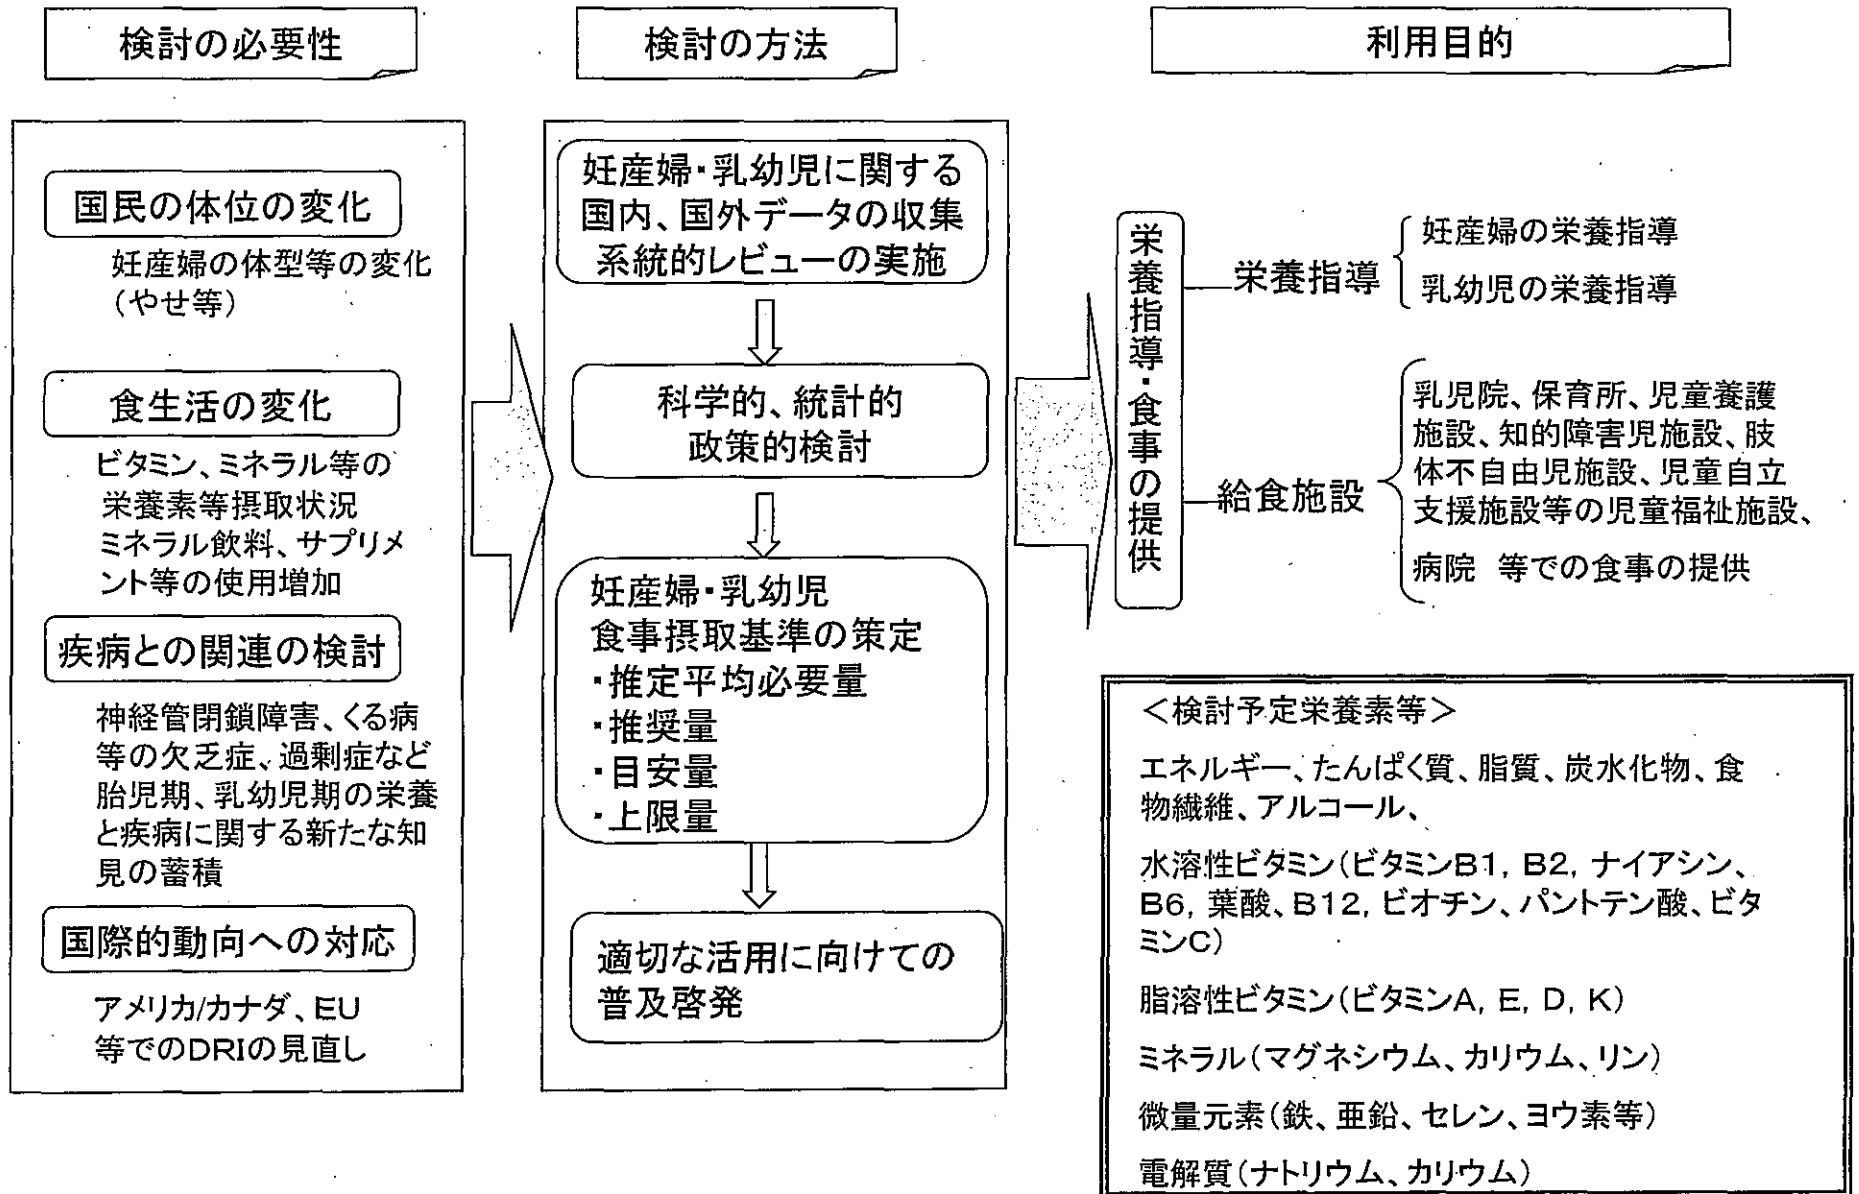 検討の必要性
国民の体位の変化
妊産婦の体型等の変化
(やせ等)
食生活の変化
ビタミン、ミネラル等の
栄養素等摂取状況
ミネラル飲料、サプリメ
ント等の使用増加
疾病との関連の検討
神経管閉鎖障害、くる病
等の欠乏症、過剰症など
胎児期、乳幼児期の栄養
と疾病に関する新たな知
見の蓄積
国際的動向への対応
アメリカ/カナダ、EU
等でのDRIの見直し
検討の方法
妊産婦・乳幼児に関する
国内、国外データの収集
系統的レビューの実施
科学的、統計的
政策的検討
妊産婦・乳幼児
食事摂取基準の策定
・推定平均必要量
・推奨量
・目安量
・上限量
適切な活用に向けての
普及啓発
利用目的
栄養指導・食事の提供
栄養指導
妊産婦の栄養指導
乳幼児の栄養指導
給食施設
乳児院、保育所、児童養護
施設、知的障害児施設、肢
体不自由児施設、児童自立
支援施設等の児童福祉施設、
病院 等での食事の提供
<検討予定栄養素等>
エネルギー、たんぱく質、脂質、炭水化物、食
物繊維、アルコール、
水溶性ビタミン(ビタミンB1, B2, ナイアシン、
B6, 葉酸、B12, ビオチン、パントテン酸、ビタ
ミンC)
脂溶性ビタミン(ビタミンA, E, D, K)
ミネラル(マグネシウム、カリウム、リン)
微量元素(鉄、亜鉛、セレン、ヨウ素等)
電解質(ナトリウム、カリウム)